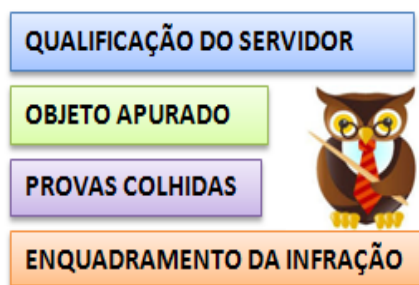 QUALIFICAÇÃO DO SERVIDOR
OBJETO APURADO
PROVAS COLHIDAS
ENQUADRAMENTO DA INFRAÇÃO